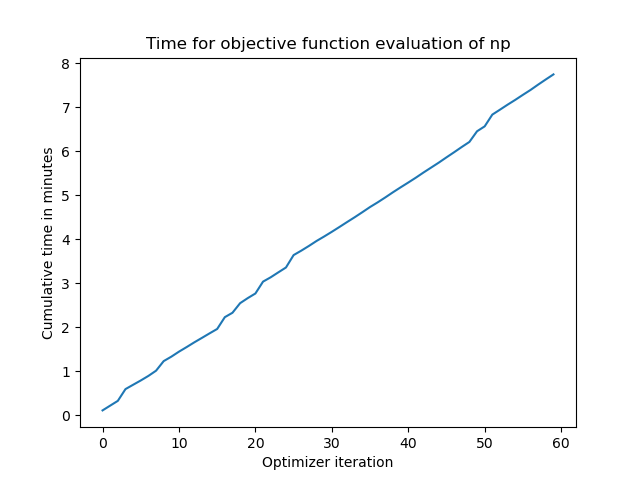 Time for objective function evaluation of np
Cumulative time in minutes
8
7
6
5
4
3
2
1
0
0 10 20 30 40 50 60
Optimizer iteration